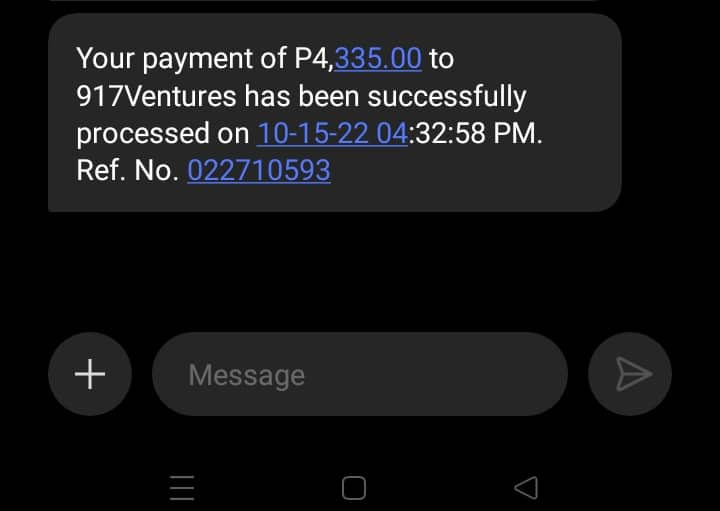 Your payment of P4,335.00 to
917Ventures has been successfully
processed on 10-15-22 04:32:58 PM.
Ref. No. 022710593
Message